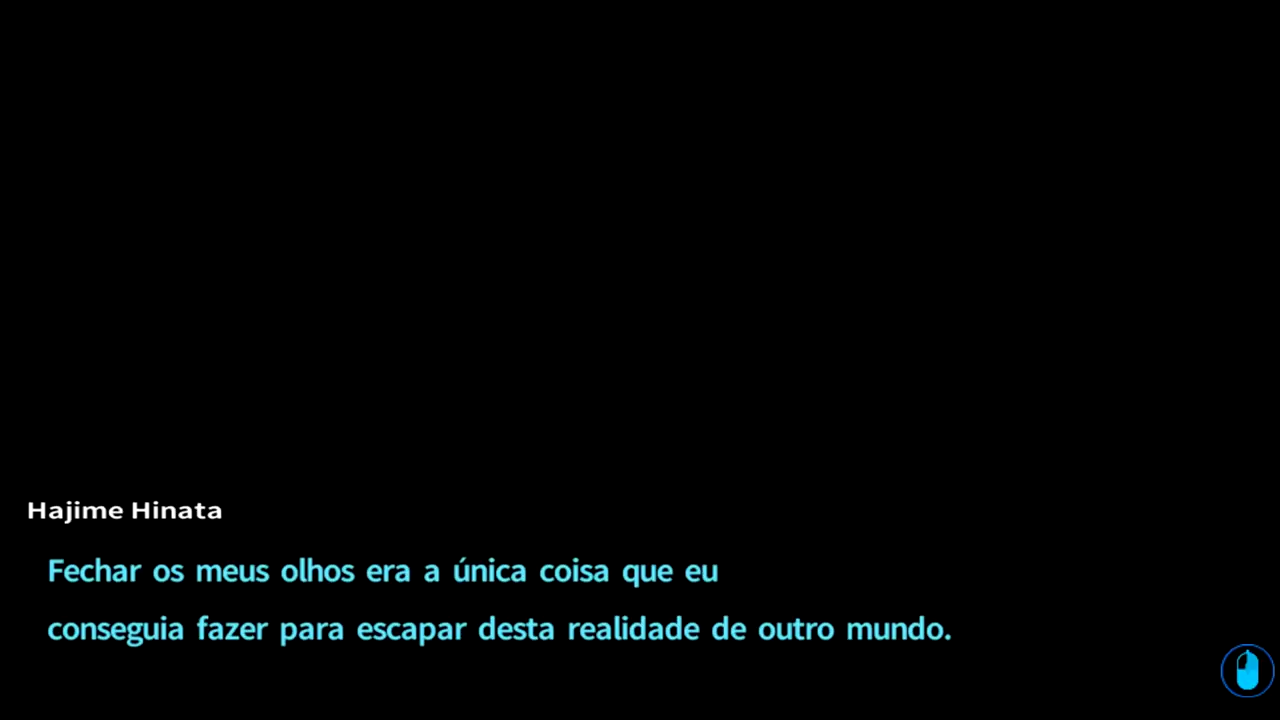 Hajime Hinata
Fechar os meus olhos era a única coisa que eu
conseguia fazer para escapar desta realidade de outro mundo.